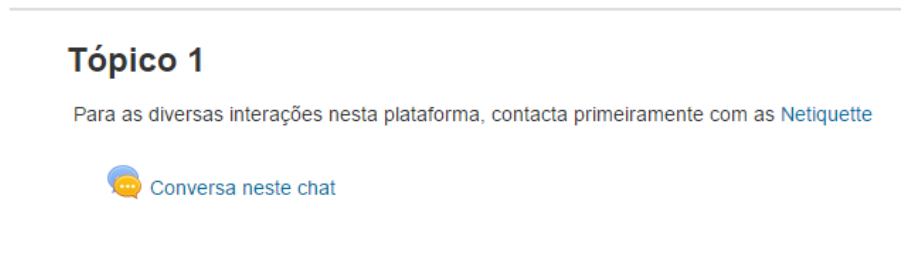 Tópico 1
Para as diversas interações nesta plataforma, contacta primeiramente com as Netiquette
Conversa neste chat